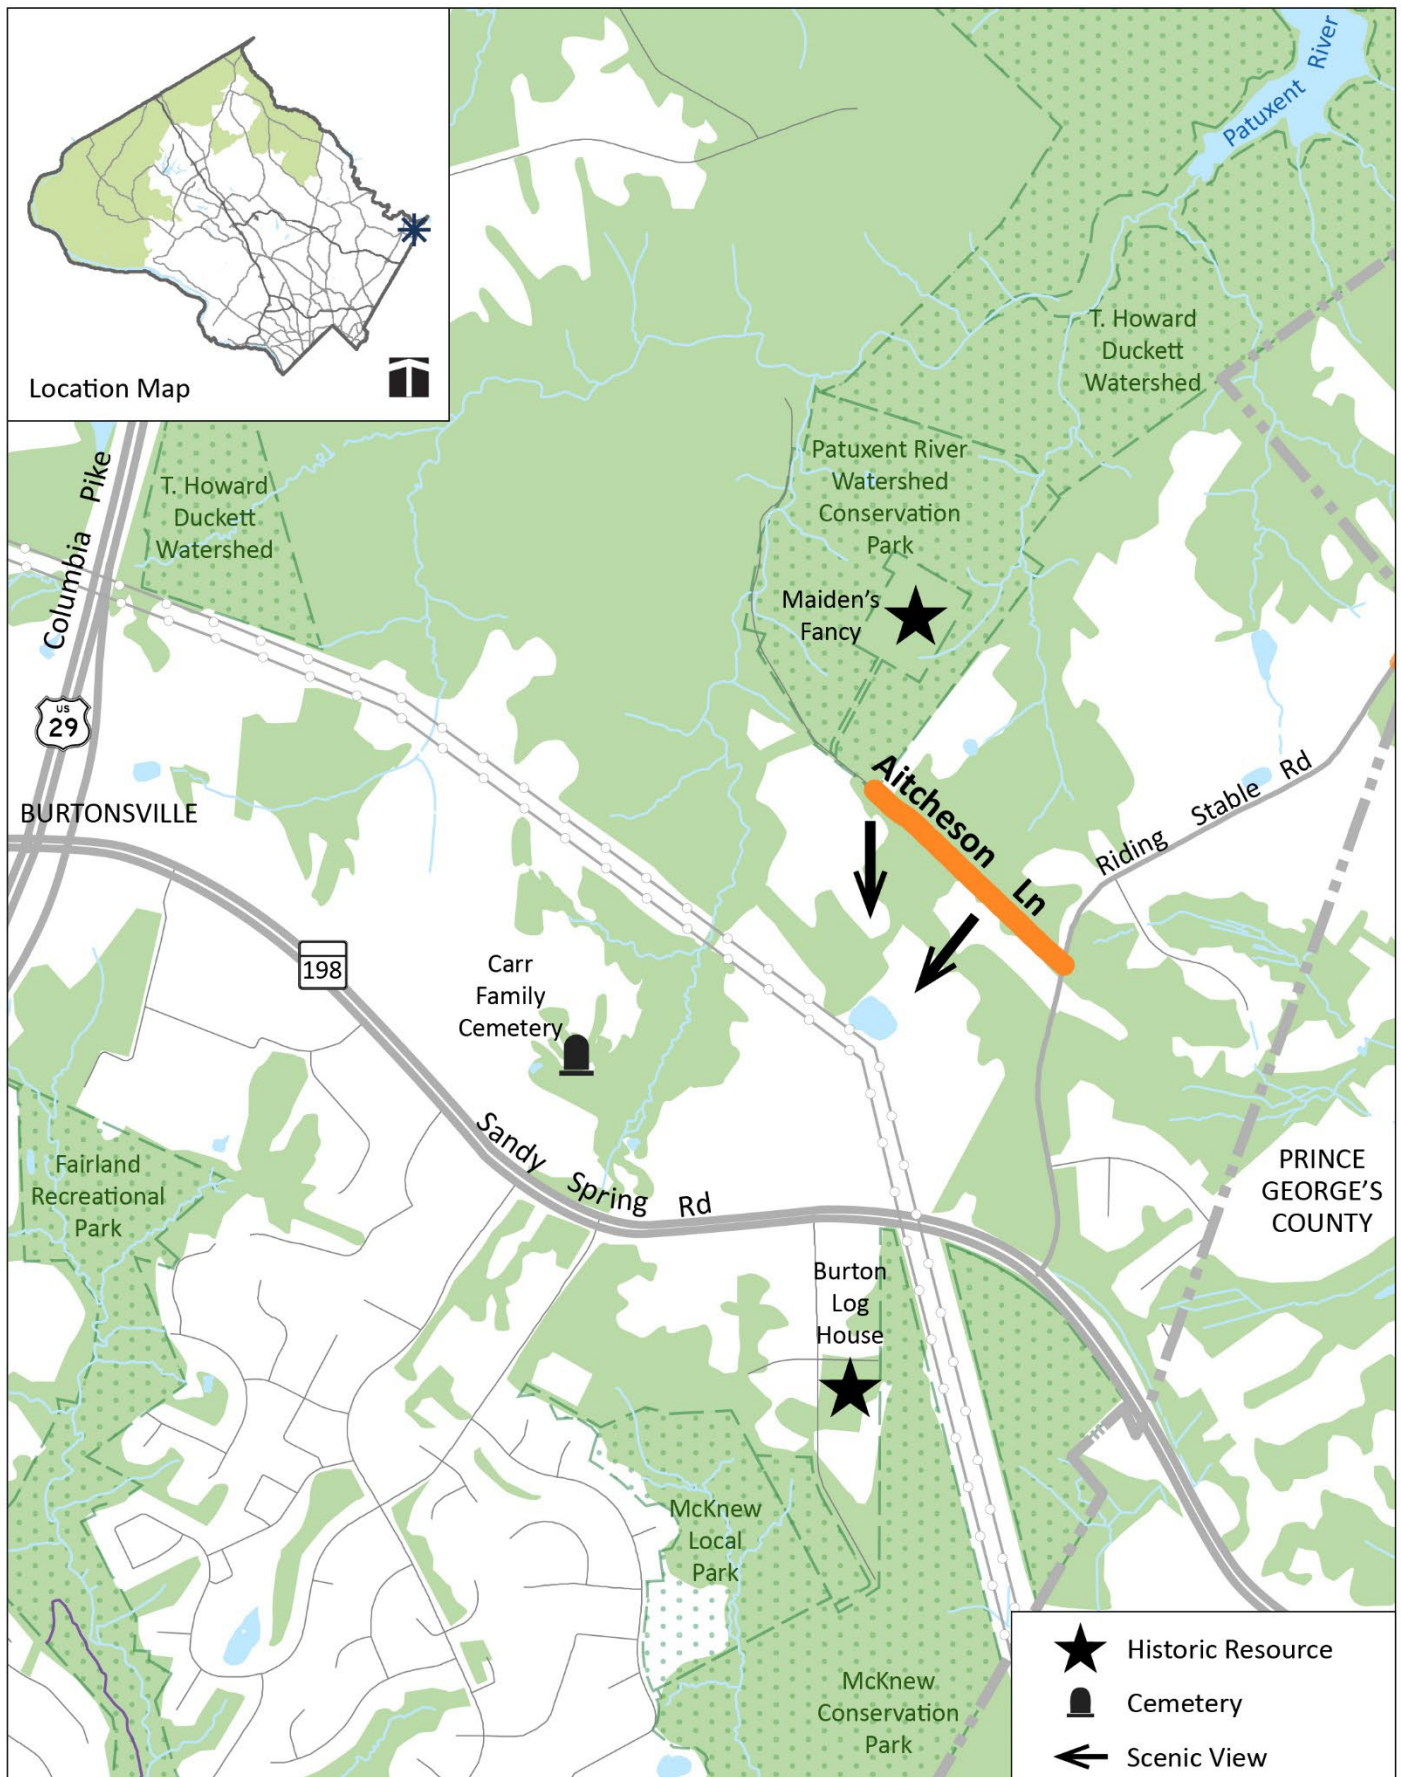 Location Map
Patuxent River
T. Howard
Duckett
Watershed
Patuxent River
Watershed
Conservation
Park
Columbia Pike
T. Howard
Duckett
Watershed
Maiden's
Fancy
US
29
Aitcheson Ln
Riding Stable Rd
BURTONSVILLE
198
Carr
Family
Cemetery
Sandy Spring Rd
Fairland
Recreational
Park
PRINCE
GEORGE'S
COUNTY
Burton
Log
House
McKnew
Local
Park
McKnew
Conservation
Park
Historic Resource
Cemetery
Scenic View